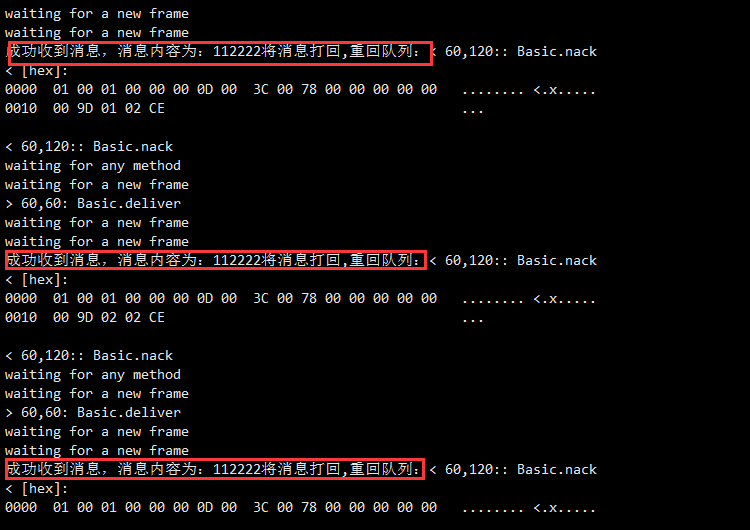 waiting for a new frame
waiting for a new frame
成功收到消息，消息内容为：112222将消息打回,重回队列：< 60,120:: Basic.nack
< [hex]:
0000  01 00 01 00 00 00 0D 00  3C 00 78 00 00 00 00 00   ........ <.x.....
0010  00 9D 01 02 CE                                     ...
< 60,120:: Basic.nack
waiting for any method
waiting for a new frame
> 60,60: Basic.deliver
waiting for a new frame
waiting for a new frame
成功收到消息，消息内容为：112222将消息打回,重回队列：< 60,120:: Basic.nack
< [hex]:
0000  01 00 01 00 00 00 0D 00  3C 00 78 00 00 00 00 00   ........ <.x.....
0010  00 9D 02 02 CE                                     ...
< 60,120:: Basic.nack
waiting for any method
waiting for a new frame
> 60,60: Basic.deliver
waiting for a new frame
waiting for a new frame
成功收到消息，消息内容为：112222将消息打回,重回队列：< 60,120:: Basic.nack
< [hex]:
0000  01 00 01 00 00 00 0D 00  3C 00 78 00 00 00 00 00   ........ <.x.....